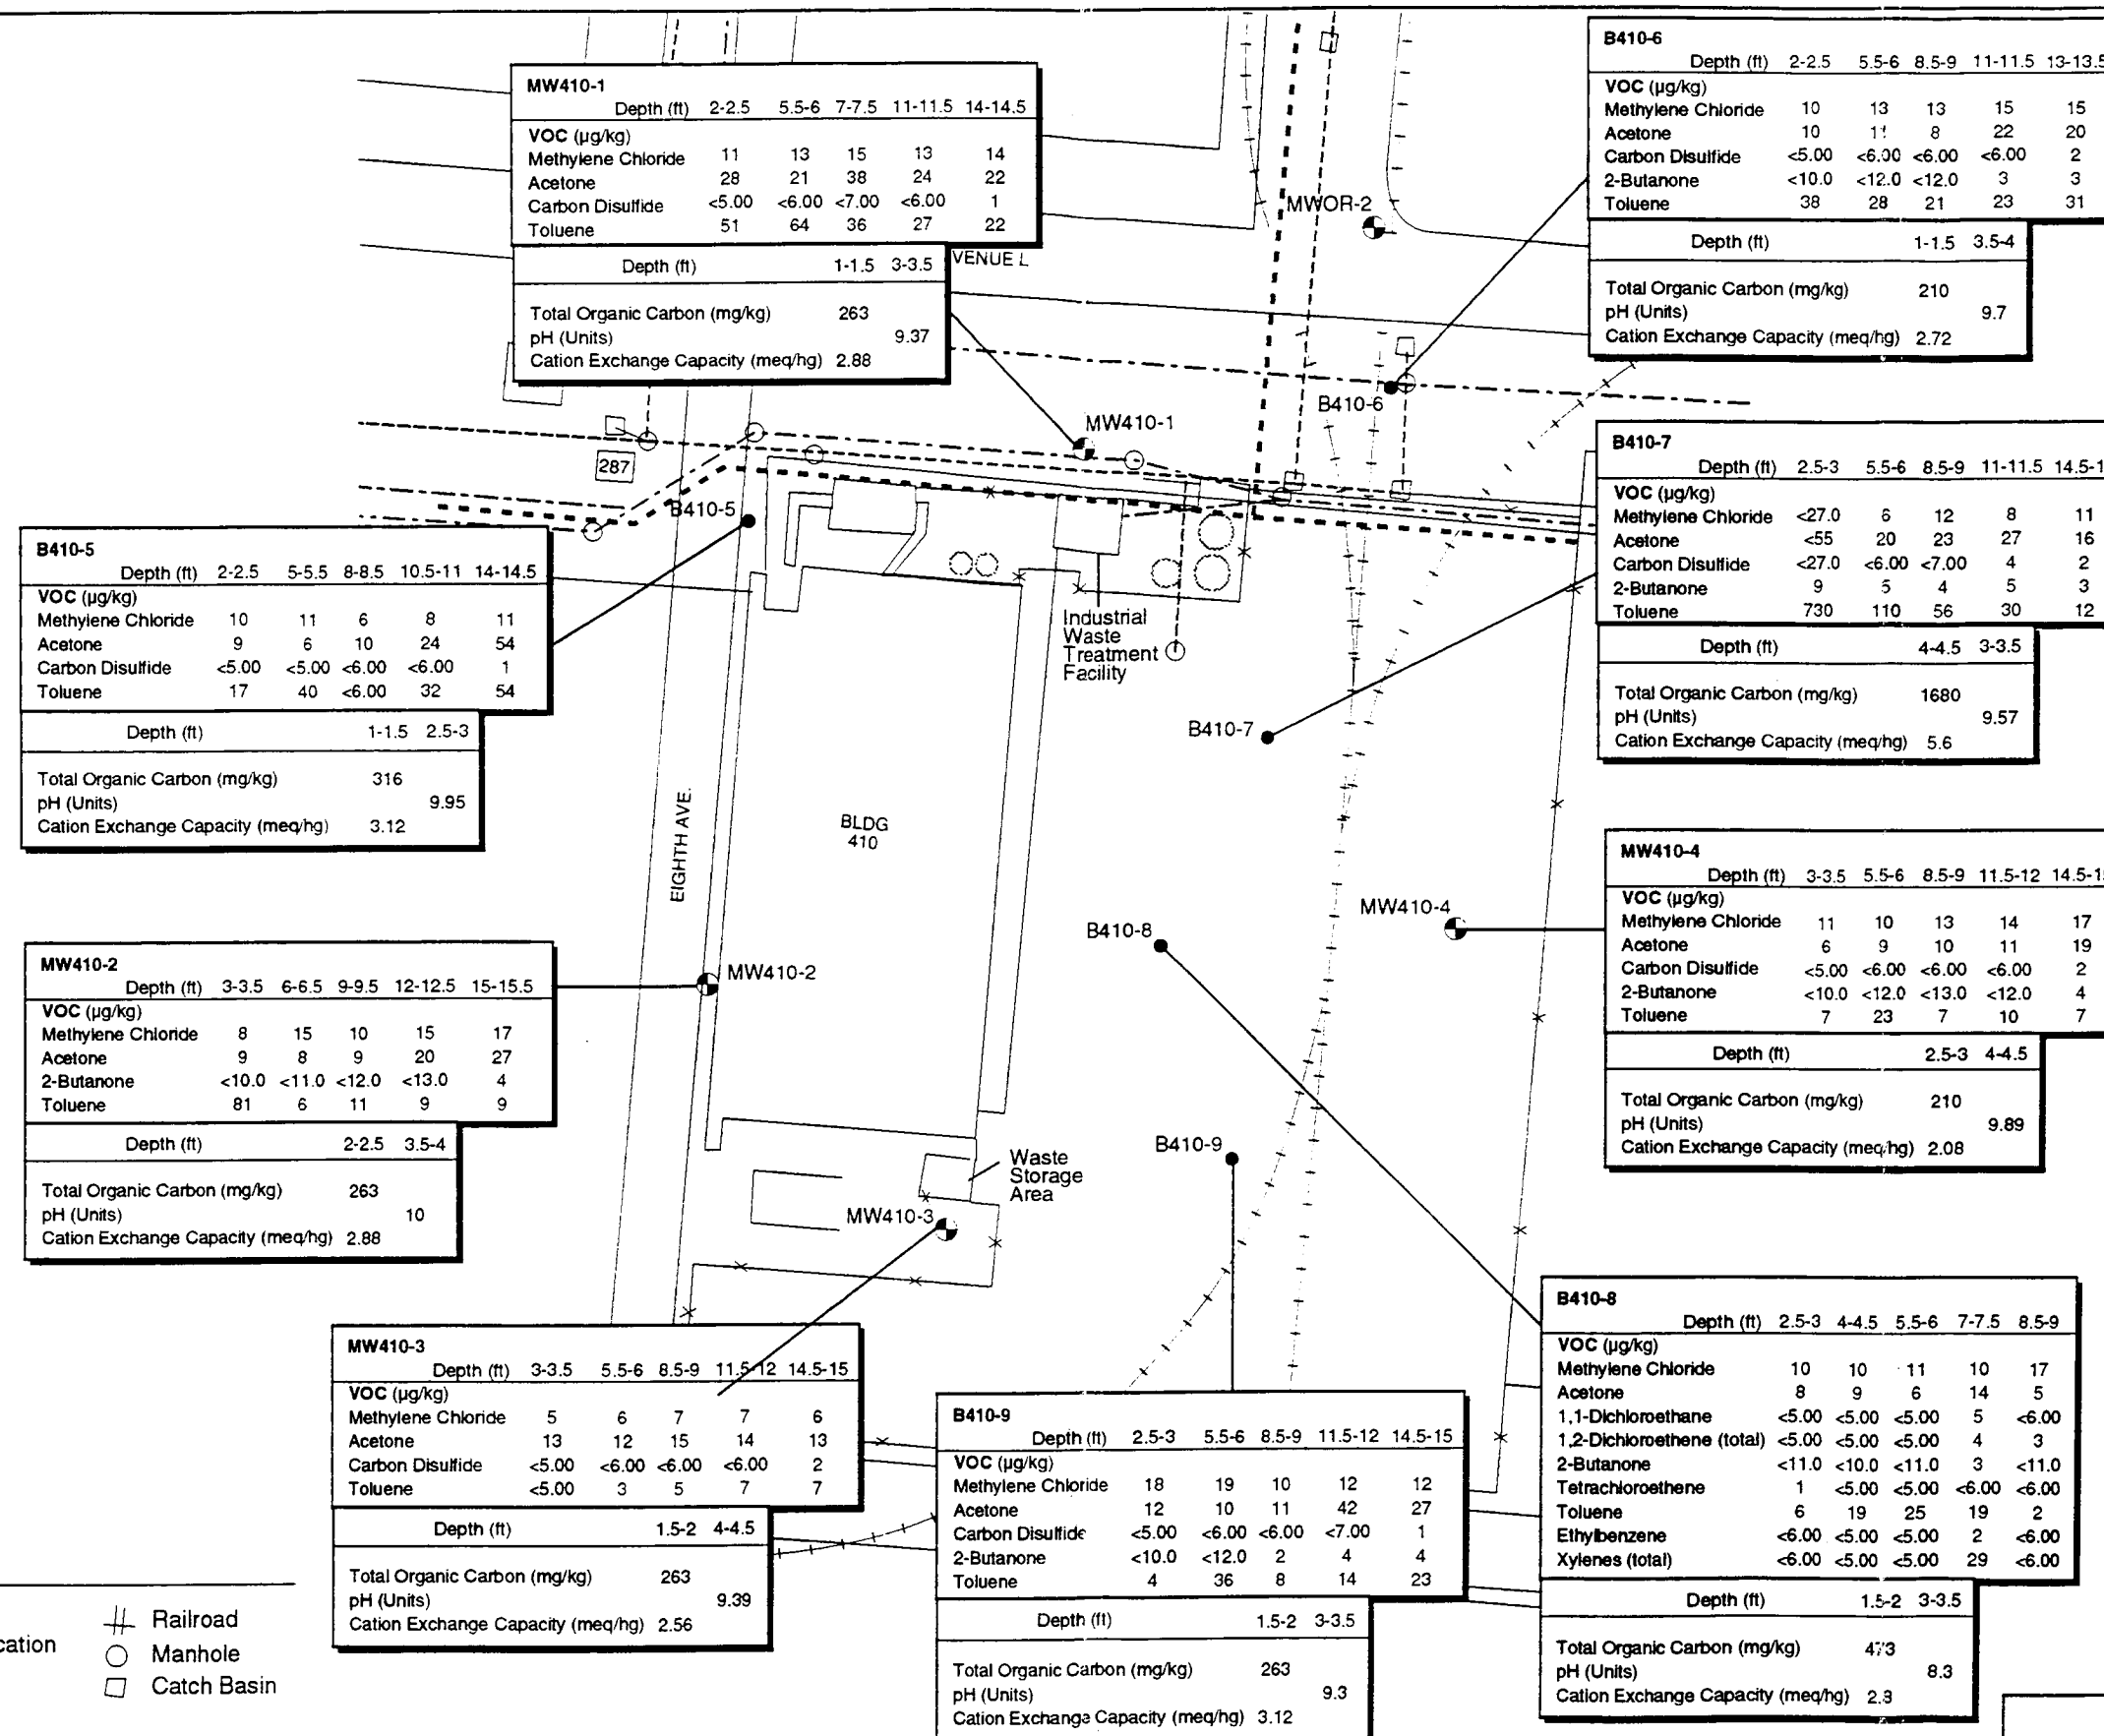 MW410-1
Depth (ft) 2-2.5 5.5-6 7-7.5 11-11.5 14-14.5
VOC (µg/kg)
Methylene Chloride 11 13 15 13 14
Acetone 28 21 38 24 22
Carbon Disulfide <5.00 <6.00 <7.00 <6.00 1
Toluene 51 64 36 27 22
Depth (ft) 1-1.5 3-3.5
Total Organic Carbon (mg/kg) 263
pH (Units) 9.37
Cation Exchange Capacity (meq/hg) 2.88
VENUE L
MWOR-2
B410-6
Depth (ft) 2-2.5 5.5-6 8.5-9 11-11.5 13-13.5
VOC (µg/kg)
Methylene Chloride 10 13 13 15 15
Acetone 10 11 8 22 20
Carbon Disulfide <5.00 <6.00 <6.00 <6.00 2
2-Butanone <10.0 <12.0 <12.0 3 3
Toluene 38 28 21 23 31
Depth (ft) 1-1.5 3.5-4
Total Organic Carbon (mg/kg) 210
pH (Units) 9.7
Cation Exchange Capacity (meq/hg) 2.72
B410-6
MW410-1
287
B410-5
B410-7
Depth (ft) 2.5-3 5.5-6 8.5-9 11-11.5 14.5-1
VOC (µg/kg)
Methylene Chloride <27.0 6 12 8 11
Acetone <55 20 23 27 16
Carbon Disulfide <27.0 <6.00 <7.00 4 2
2-Butanone 9 5 4 5 3
Toluene 730 110 56 30 12
Depth (ft) 4-4.5 3-3.5
Total Organic Carbon (mg/kg) 1680
pH (Units) 9.57
Cation Exchange Capacity (meq/hg) 5.6
B410-5
Depth (ft) 2-2.5 5-5.5 8-8.5 10.5-11 14-14.5
VOC (µg/kg)
Methylene Chloride 10 11 6 8 11
Acetone 9 6 10 24 54
Carbon Disulfide <5.00 <5.00 <6.00 <6.00 1
Toluene 17 40 <6.00 32 54
Depth (ft) 1-1.5 2.5-3
Total Organic Carbon (mg/kg) 316
pH (Units) 9.95
Cation Exchange Capacity (meq/hg) 3.12
Industrial
Waste
Treatment
Facility
B410-7
EIGHTH AVE.
BLDG
410
MW410-4
Depth (ft) 3-3.5 5.5-6 8.5-9 11.5-12 14.5-15
VOC (µg/kg)
Methylene Chloride 11 10 13 14 17
Acetone 6 9 10 11 19
Carbon Disulfide <5.00 <6.00 <6.00 <6.00 2
2-Butanone <10.0 <12.0 <13.0 <12.0 4
Toluene 7 23 7 10 7
Depth (ft) 2.5-3 4-4.5
Total Organic Carbon (mg/kg) 210
pH (Units) 9.89
Cation Exchange Capacity (meq/hg) 2.08
MW410-4
B410-8
MW410-2
MW410-2
Depth (ft) 3-3.5 6-6.5 9-9.5 12-12.5 15-15.5
VOC (µg/kg)
Methylene Chloride 8 15 10 15 17
Acetone 9 8 9 20 27
2-Butanone <10.0 <11.0 <12.0 <13.0 4
Toluene 81 6 11 9 9
Depth (ft) 2-2.5 3.5-4
Total Organic Carbon (mg/kg) 263
pH (Units) 10
Cation Exchange Capacity (meq/hg) 2.88
B410-9
Waste
Storage
Area
MW410-3
MW410-3
Depth (ft) 3-3.5 5.5-6 8.5-9 11.5-12 14.5-15
VOC (µg/kg)
Methylene Chloride 5 6 7 7 6
Acetone 13 12 15 14 13
Carbon Disulfide <5.00 <6.00 <6.00 <6.00 2
Toluene <5.00 3 5 7 7
Depth (ft) 1.5-2 4-4.5
Total Organic Carbon (mg/kg) 263
pH (Units) 9.39
Cation Exchange Capacity (meq/hg) 2.56
B410-9
Depth (ft) 2.5-3 5.5-6 8.5-9 11.5-12 14.5-15
VOC (µg/kg)
Methylene Chloride 18 19 10 12 12
Acetone 12 10 11 42 27
Carbon Disulfide <5.00 <6.00 <6.00 <7.00 1
2-Butanone <10.0 <12.0 2 4 4
Toluene 4 36 8 14 23
Depth (ft) 1.5-2 3-3.5
Total Organic Carbon (mg/kg) 263
pH (Units) 9.3
Cation Exchange Capacity (meq/hg) 3.12
B410-8
Depth (ft) 2.5-3 4-4.5 5.5-6 7-7.5 8.5-9
VOC (µg/kg)
Methylene Chloride 10 10 11 10 17
Acetone 8 9 6 14 5
1,1-Dichloroethane <5.00 <5.00 <5.00 5 <6.00
1,2-Dichloroethene (total) <5.00 <5.00 <5.00 4 3
2-Butanone <11.0 <10.0 <11.0 3 <11.0
Tetrachloroethene 1 <5.00 <5.00 <6.00 <6.00
Toluene 6 19 25 19 2
Ethylbenzene <6.00 <5.00 <5.00 2 <6.00
Xylenes (total) <6.00 <5.00 <5.00 29 <6.00
Depth (ft) 1.5-2 3-3.5
Total Organic Carbon (mg/kg) 473
pH (Units) 8.3
Cation Exchange Capacity (meq/hg)
cation
Railroad
Manhole
Catch Basin